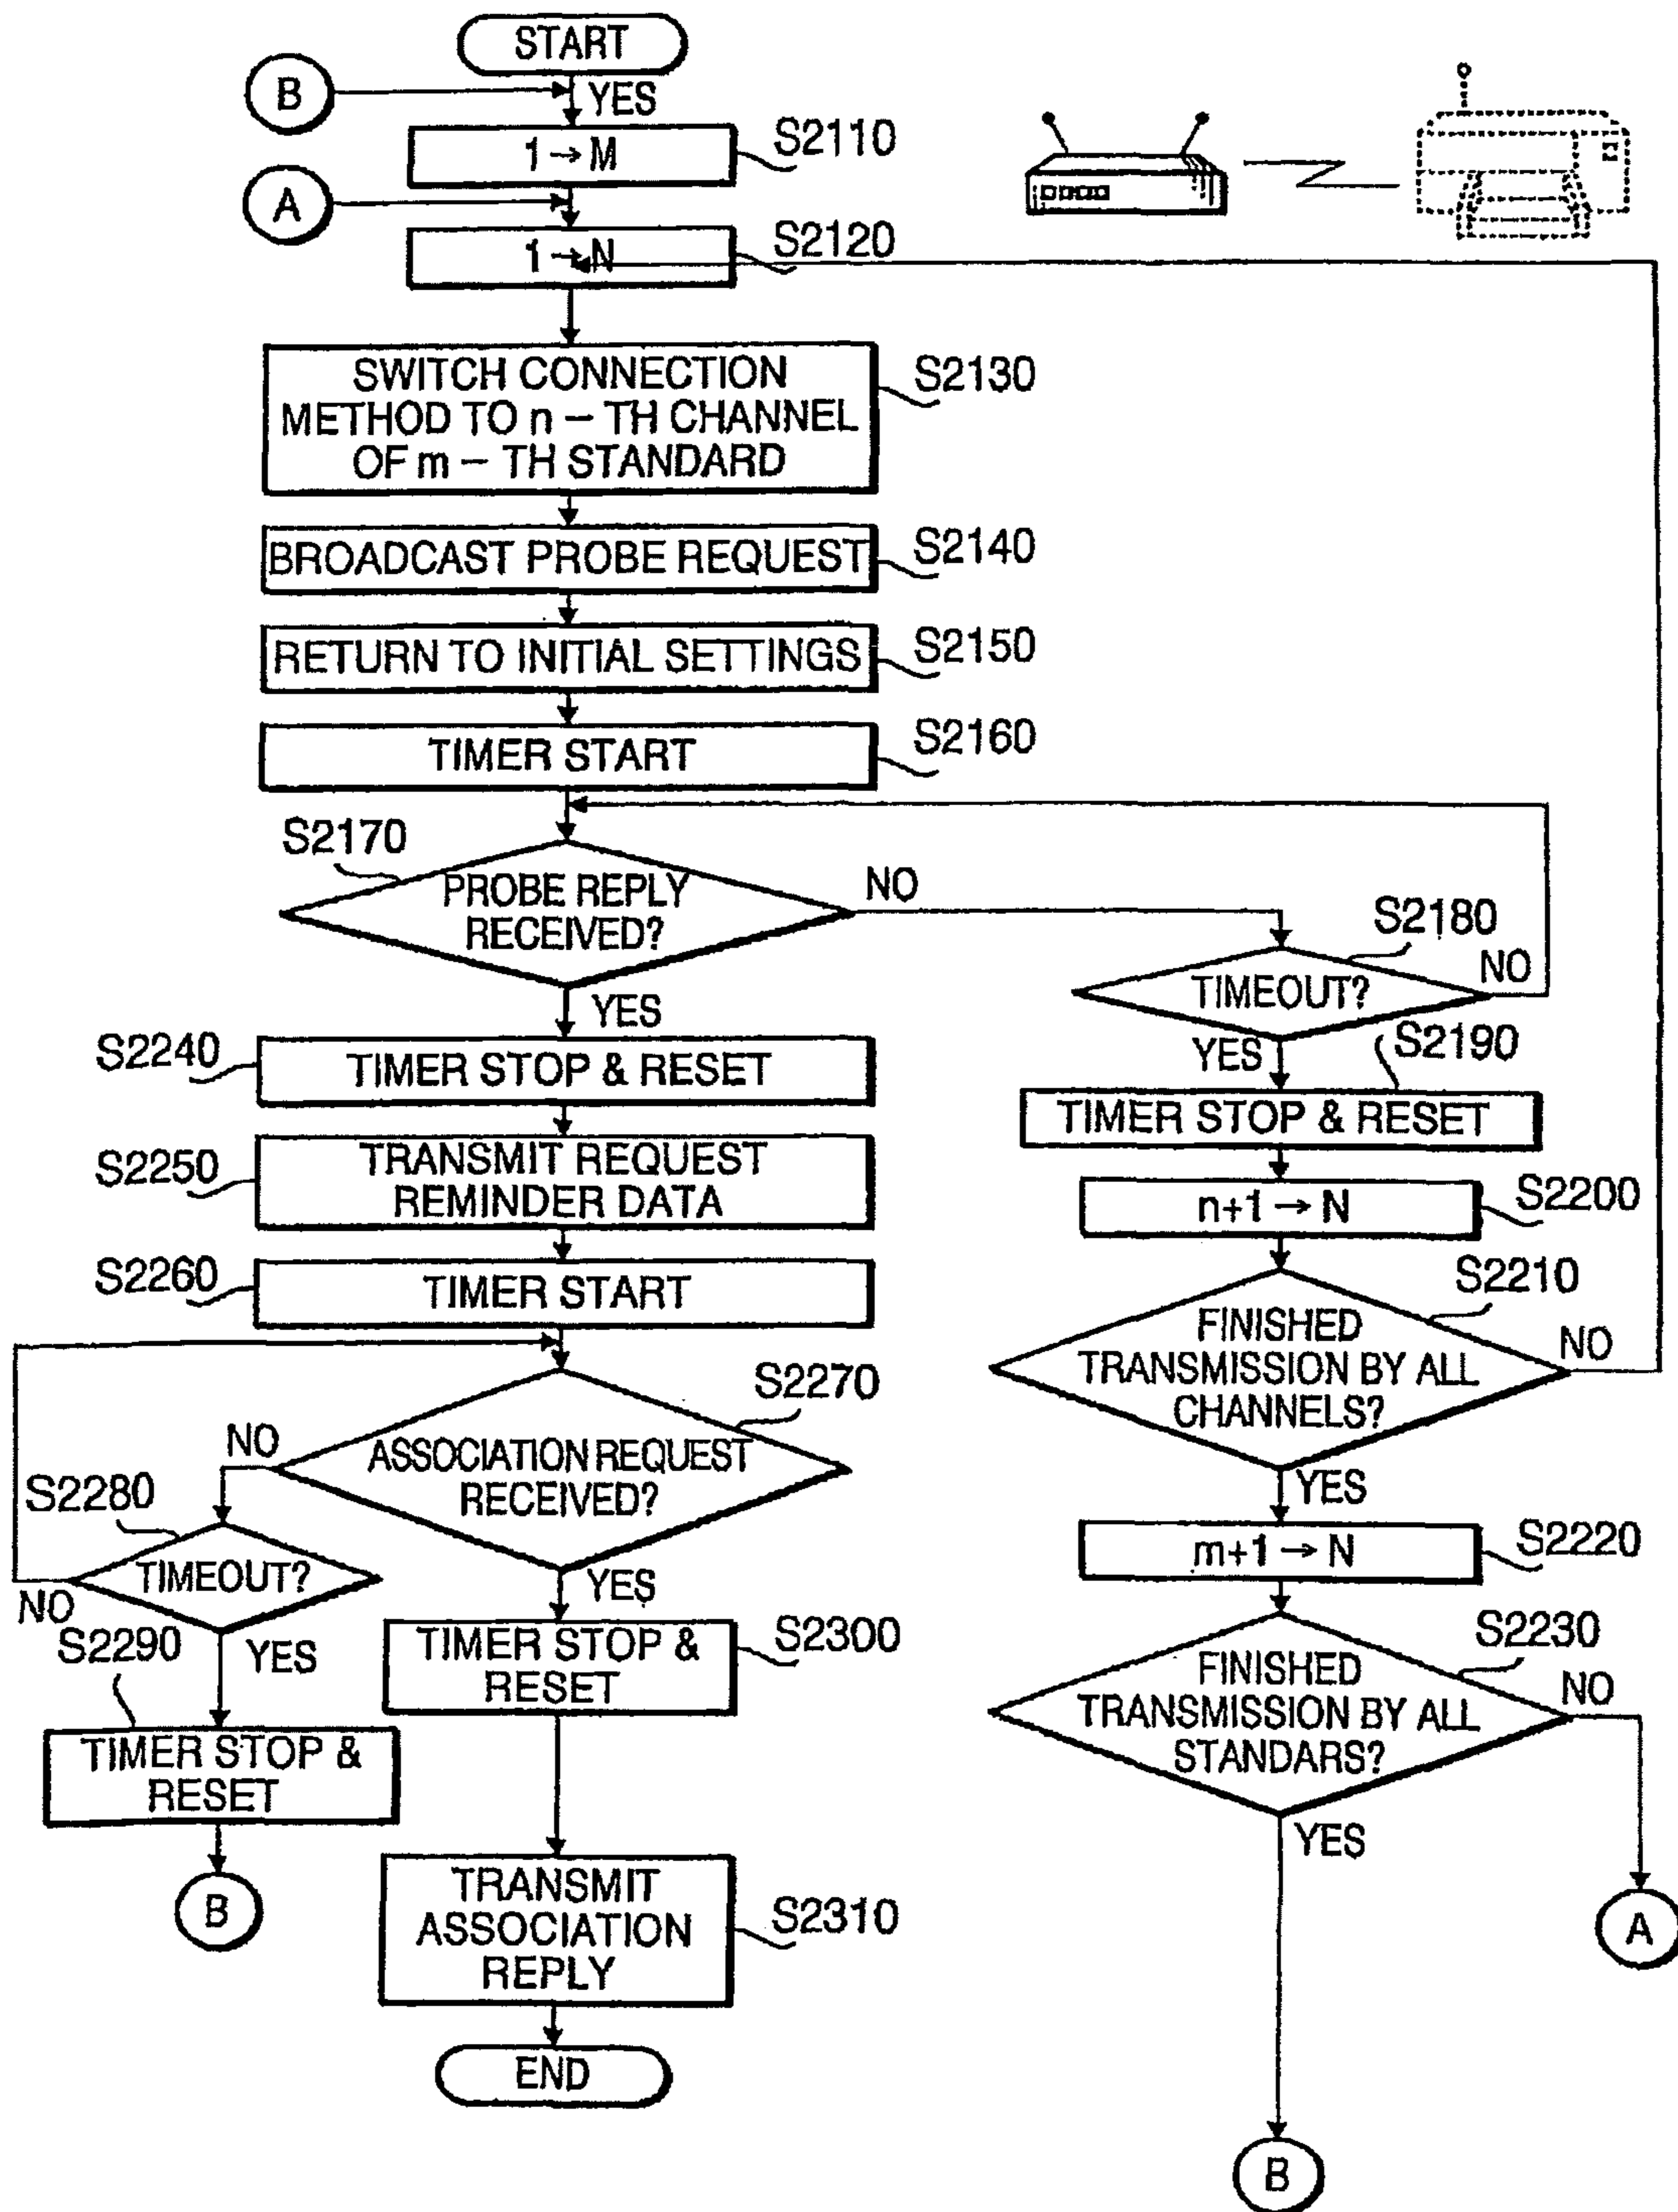 START
B
YES
1 → M
S2110
A
1 → N
S2120
SWITCH CONNECTION
METHOD TO n – TH CHANNEL
OF m – TH STANDARD
S2130
BROADCAST PROBE REQUEST
S2140
RETURN TO INITIAL SETTINGS
S2150
TIMER START
S2160
S2170
PROBE REPLY
RECEIVED?
NO
YES
S2180
TIMEOUT?
NO
YES
S2190
TIMER STOP & RESET
n+1 → N
S2200
S2210
FINISHED
TRANSMISSION BY ALL
CHANNELS?
NO
YES
m+1 → N
S2220
S2230
FINISHED
TRANSMISSION BY ALL
STANDARS?
NO
YES
A
B
S2240
TIMER STOP & RESET
S2250
TRANSMIT REQUEST
REMINDER DATA
S2260
TIMER START
S2270
ASSOCIATION REQUEST
RECEIVED?
NO
YES
S2280
TIMEOUT?
NO
YES
S2290
TIMER STOP &
RESET
B
TIMER STOP &
RESET
S2300
TRANSMIT
ASSOCIATION
REPLY
S2310
END